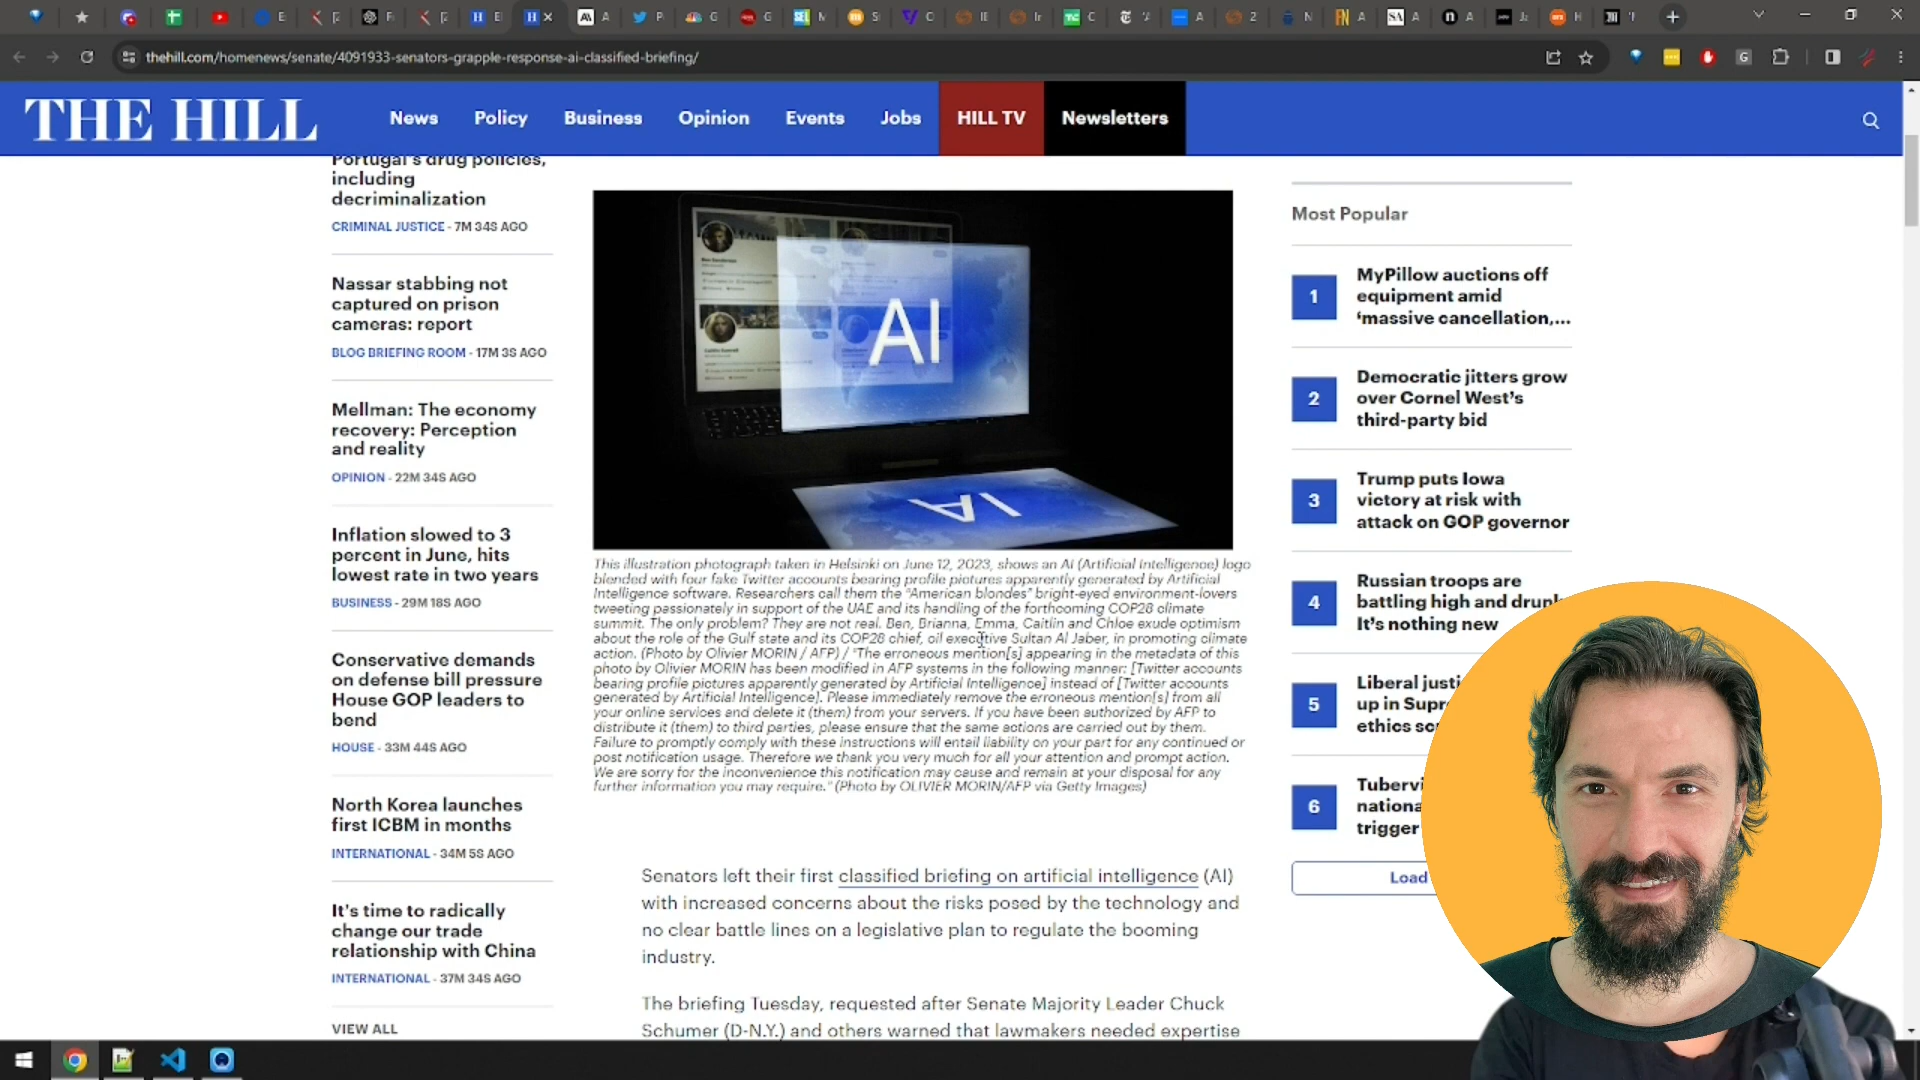 E
F
H E
H
A
P
G
G
M
S
C
IE
Ir
C
'A
A
2
N
A
A
A
Ja
H
thehill.com/homenews/senate/4091933-senators-grapple-response-ai-classified-briefing/
THE HILL
News
Policy
Business
Opinion
Events
Jobs
HILL TV
Newsletters
Portugal's drug policies,
including
decriminalization
CRIMINAL JUSTICE - 7M 34S AGO
Nassar stabbing not
captured on prison
cameras: report
BLOG BRIEFING ROOM - 17M 3S AGO
Mellman: The economy
recovery: Perception
and reality
OPINION - 22M 34S AGO
Inflation slowed to 3
percent in June, hits
lowest rate in two years
BUSINESS - 29M 18S AGO
Conservative demands
on defense bill pressure
House GOP leaders to
bend
HOUSE - 33M 44S AGO
North Korea launches
first ICBM in months
INTERNATIONAL - 34M 5S AGO
It's time to radically
change our trade
relationship with China
INTERNATIONAL - 37M 34S AGO
VIEW ALL
AI
AI
This illustration photograph taken in Helsinki on June 12, 2023, shows an AI (Artificial Intelligence) logo
blended with four fake Twitter accounts bearing profile pictures apparently generated by Artificial
Intelligence software. Researchers call them the "American blondes" bright-eyed environment-lovers
tweeting passionately in support of the UAE and its handling of the forthcoming COP28 climate
summit. The only problem? They are not real. Ben, Brianna, Emma, Caitlin and Chloe exude optimism
about the role of the Gulf state and its COP28 chief, oil executive Sultan Al Jaber, in promoting climate
action. (Photo by Olivier MORIN / AFP) / "The erroneous mention[s] appearing in the metadata of this
photo by Olivier MORIN has been modified in AFP systems in the following manner: [Twitter accounts
bearing profile pictures apparently generated by Artificial Intelligence] instead of [Twitter accounts
generated by Artificial Intelligence]. Please immediately remove the erroneous mention[s] from all
your online services and delete it (them) from your servers. If you have been authorized by AFP to
distribute it (them) to third parties, please ensure that the same actions are carried out by them.
Failure to promptly comply with these instructions will entail liability on your part for any continued or
post notification usage. Therefore we thank you very much for all your attention and prompt action.
We are sorry for the inconvenience this notification may cause and remain at your disposal for any
further information you may require." (Photo by OLIVIER MORIN/AFP via Getty Images)
Senators left their first classified briefing on artificial intelligence (AI)
with increased concerns about the risks posed by the technology and
no clear battle lines on a legislative plan to regulate the booming
industry.
The briefing Tuesday, requested after Senate Majority Leader Chuck
Schumer (D-N.Y.) and others warned that lawmakers needed expertise
Most Popular
1
MyPillow auctions off
equipment amid
'massive cancellation,...
2
Democratic jitters grow
over Cornel West's
third-party bid
3
Trump puts Iowa
victory at risk with
attack on GOP governor
4
Russian troops are
battling high and drunk
It's nothing new
5
Liberal justi
up in Supr
ethics sc
6
Tubervi
nationa
trigger
Load